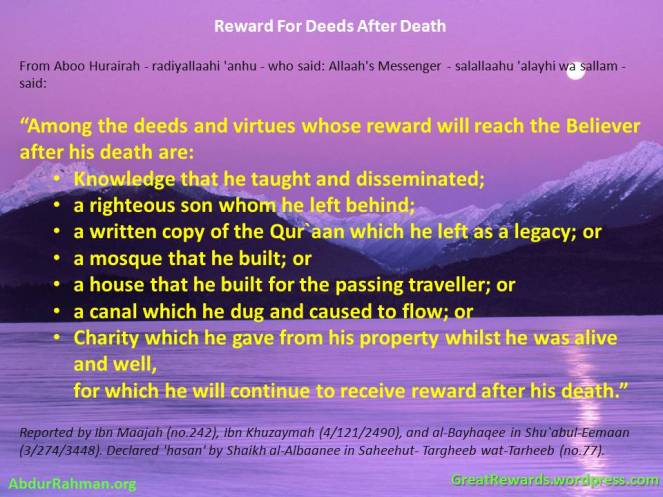 Reward For Deeds After Death
From Aboo Hurairah - radiyallaahi 'anhu - who said: Allaah's Messenger - salallaahu 'alayhi wa sallam -
said:
“Among the deeds and virtues whose reward will reach the Believer
after his death are:
• Knowledge that he taught and disseminated;
• a righteous son whom he left behind;
• a written copy of the Qur`aan which he left as a legacy; or
• a mosque that he built; or
• a house that he built for the passing traveller; or
• a canal which he dug and caused to flow; or
• Charity which he gave from his property whilst he was alive
and well,
for which he will continue to receive reward after his death.”
Reported by Ibn Maajah (no.242), Ibn Khuzaymah (4/121/2490), and al-Bayhaqee in Shu`abul-Eemaan
(3/274/3448). Declared 'hasan' by Shaikh al-Albaanee in Saheehut- Targheeb wat-Tarheeb (no.77).
AbdurRahman.org
GreatRewards.wordpress.com